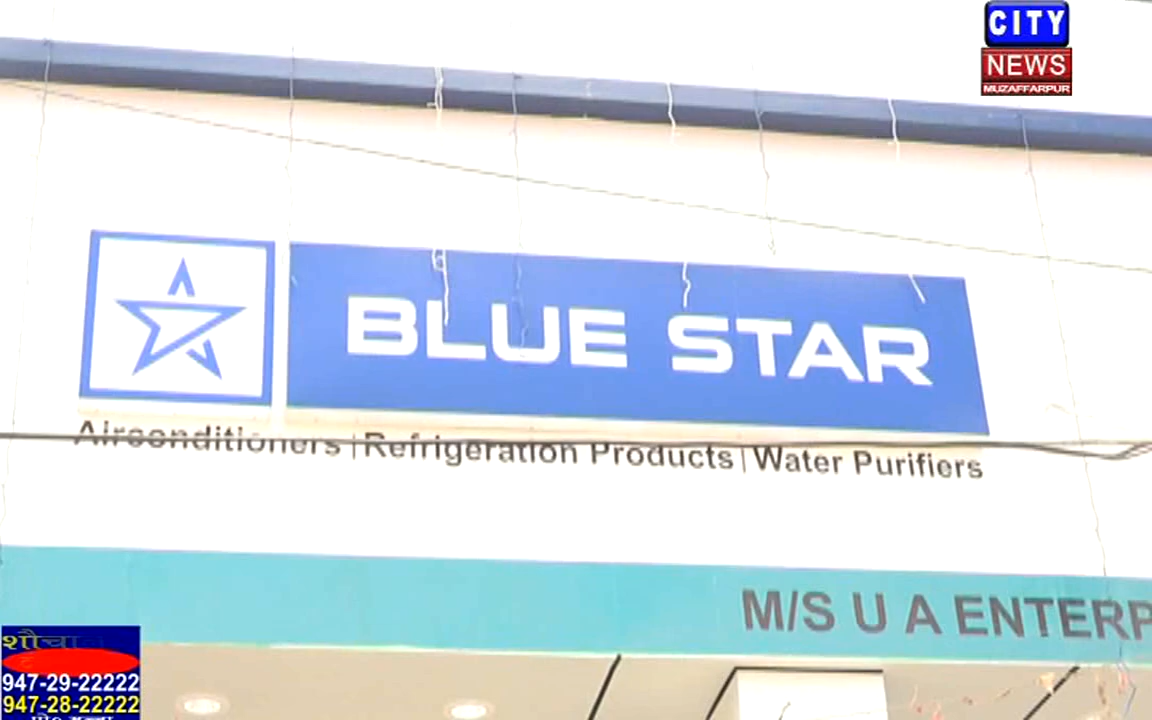 CITY
NEWS
MUZAFFARPUR
BLUE STAR
Airconditioners | Refrigeration Products | Water Purifiers
M/S U A ENTERP
947-29-22222
947-28-22222